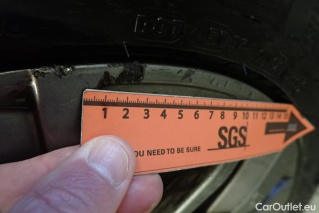 1 2 3 4 5 6 7 8 9 10 11 12 13
SGS
YOU NEED TO BE SURE
CarOutlet.eu